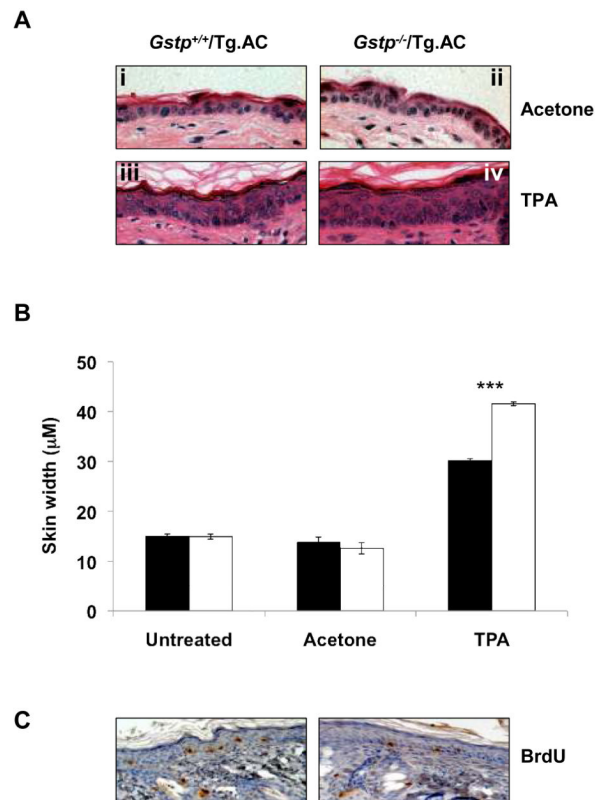 A
Gstp+/+/Tg.AC Gstp-/-/Tg.AC
i
ii
Acetone
iii
iv
TPA
B
50
40
30
20
10
0
Skin width (μM)
***
Untreated Acetone TPA
C
BrdU